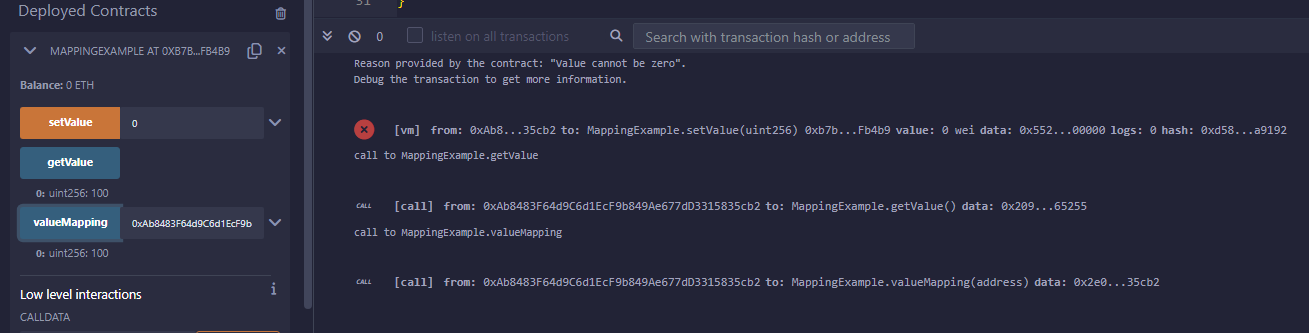 Deployed Contracts
MAPPINGEXAMPLE AT 0XB7B...FB4B9
Balance: 0 ETH
setValue
0
getValue
0: uint256: 100
valueMapping
0xAb8483F64d9C6d1EcF9b
0: uint256: 100
Low level interactions
i
CALLDATA
31
}
0
listen on all transactions
Search with transaction hash or address
Reason provided by the contract: "Value cannot be zero".
Debug the transaction to get more information.
[vm] from: 0xAb8...35cb2 to: MappingExample.setValue(uint256) 0xb7b...Fb4b9 value: 0 wei data: 0x552...00000 logs: 0 hash: 0xd58...a9192
call to MappingExample.getValue
CALL [call] from: 0xAb8483F64d9C6d1EcF9b849Ae677dD3315835cb2 to: MappingExample.getValue() data: 0x209...65255
call to MappingExample.valueMapping
CALL [call] from: 0xAb8483F64d9C6d1EcF9b849Ae677dD3315835cb2 to: MappingExample.valueMapping(address) data: 0x2e0...35cb2